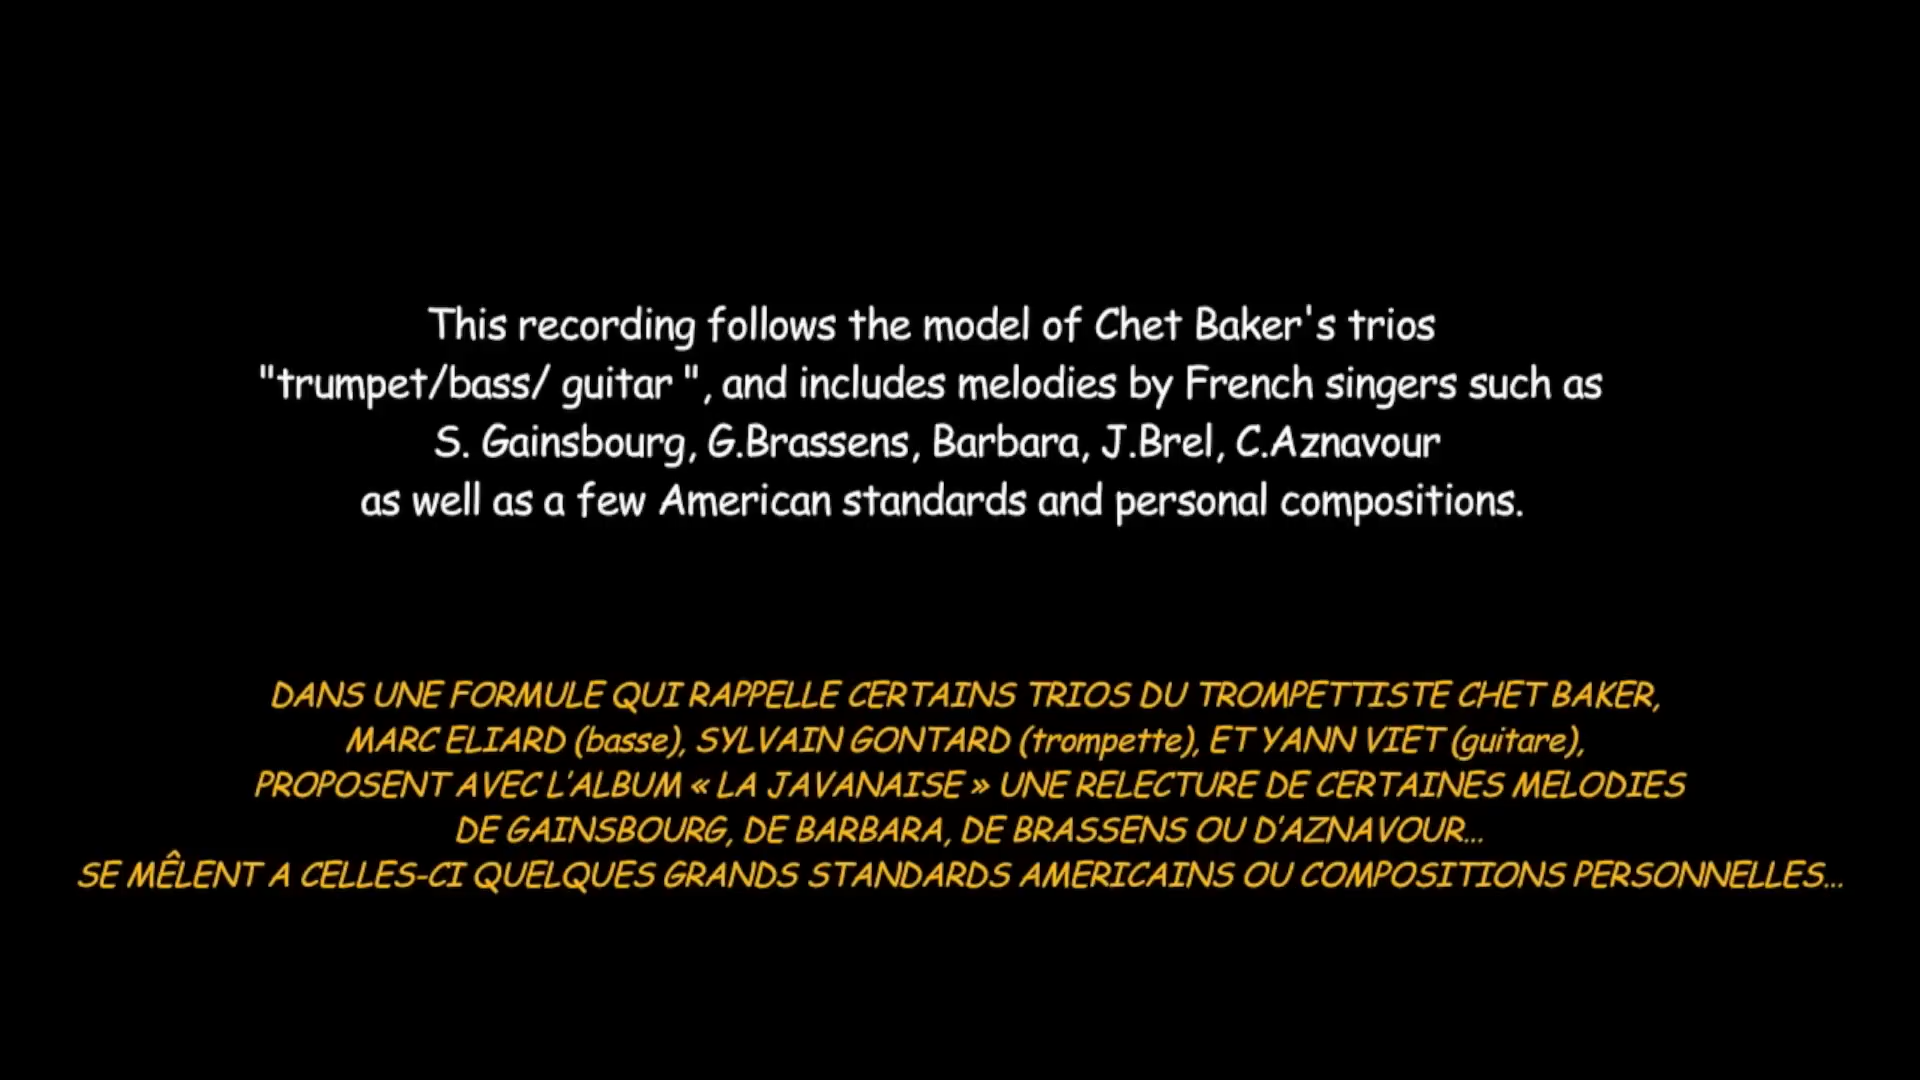 This recording follows the model of Chet Baker's trios
"trumpet/bass/ guitar ", and includes melodies by French singers such as
S. Gainsbourg, G.Brassens, Barbara, J.Brel, C.Aznavour
as well as a few American standards and personal compositions.
DANS UNE FORMULE QUI RAPPELLE CERTAINS TRIOS DU TROMPETTISTE CHET BAKER,
MARC ELIARD (basse), SYLVAIN GONTARD (trompette), ET YANN VIET (guitare),
PROPOSENT AVEC L’ALBUM « LA JAVANAISE » UNE RELECTURE DE CERTAINES MELODIES
DE GAINSBOURG, DE BARBARA, DE BRASSENS OU D’AZNAVOUR…
SE MÊLENT A CELLES-CI QUELQUES GRANDS STANDARDS AMERICAINS OU COMPOSITIONS PERSONNELLES…